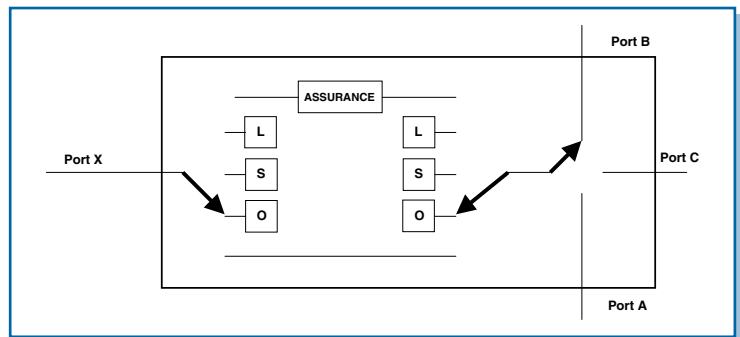 Port B
ASSURANCE
L L
Port X
Port C
S S
O O
Port A